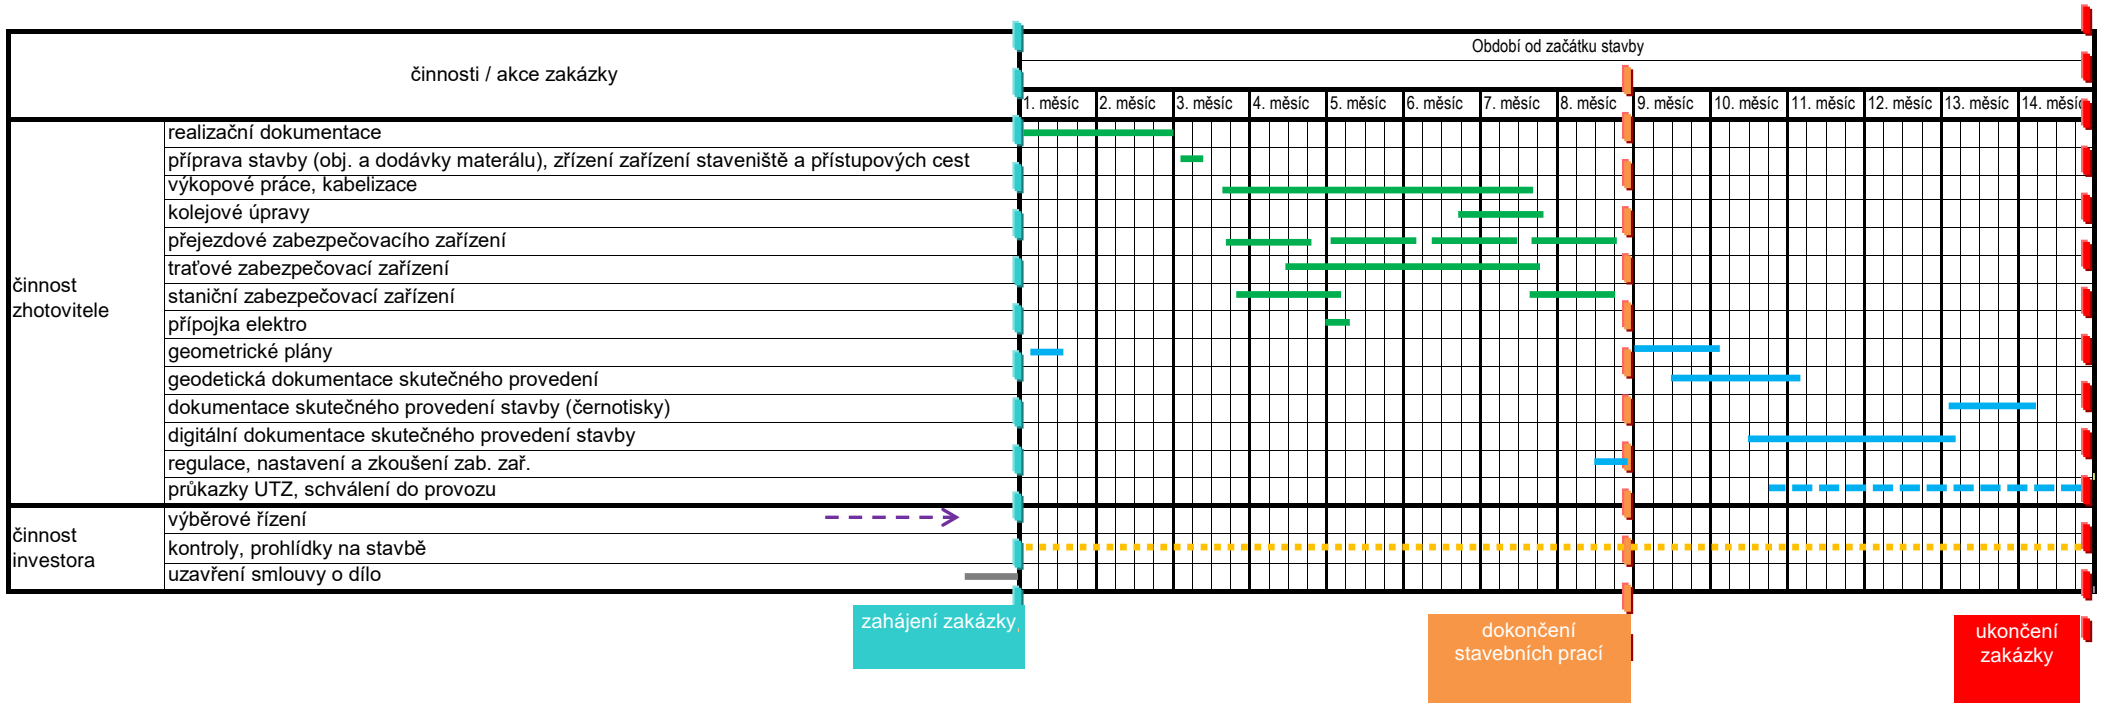 činnosti / akce zakázky
Období od začátku stavby
1. měsíc 2. měsíc 3. měsíc 4. měsíc 5. měsíc 6. měsíc 7. měsíc 8. měsíc 9. měsíc 10. měsíc 11. měsíc 12. měsíc 13. měsíc 14. měsíc
činnost
zhotovitele
realizační dokumentace
příprava stavby (obj. a dodávky materálu), zřízení zařízení staveniště a přístupových cest
výkopové práce, kabelizace
kolejové úpravy
přejezdové zabezpečovacího zařízení
traťové zabezpečovací zařízení
staniční zabezpečovací zařízení
přípojka elektro
geometrické plány
geodetická dokumentace skutečného provedení
dokumentace skutečného provedení stavby (černotisky)
digitální dokumentace skutečného provedení stavby
regulace, nastavení a zkoušení zab. zař.
průkazky UTZ, schválení do provozu
činnost
investora
výběrové řízení
kontroly, prohlídky na stavbě
uzavření smlouvy o dílo
zahájení zakázky
dokončení
stavebních prací
ukončení
zakázky